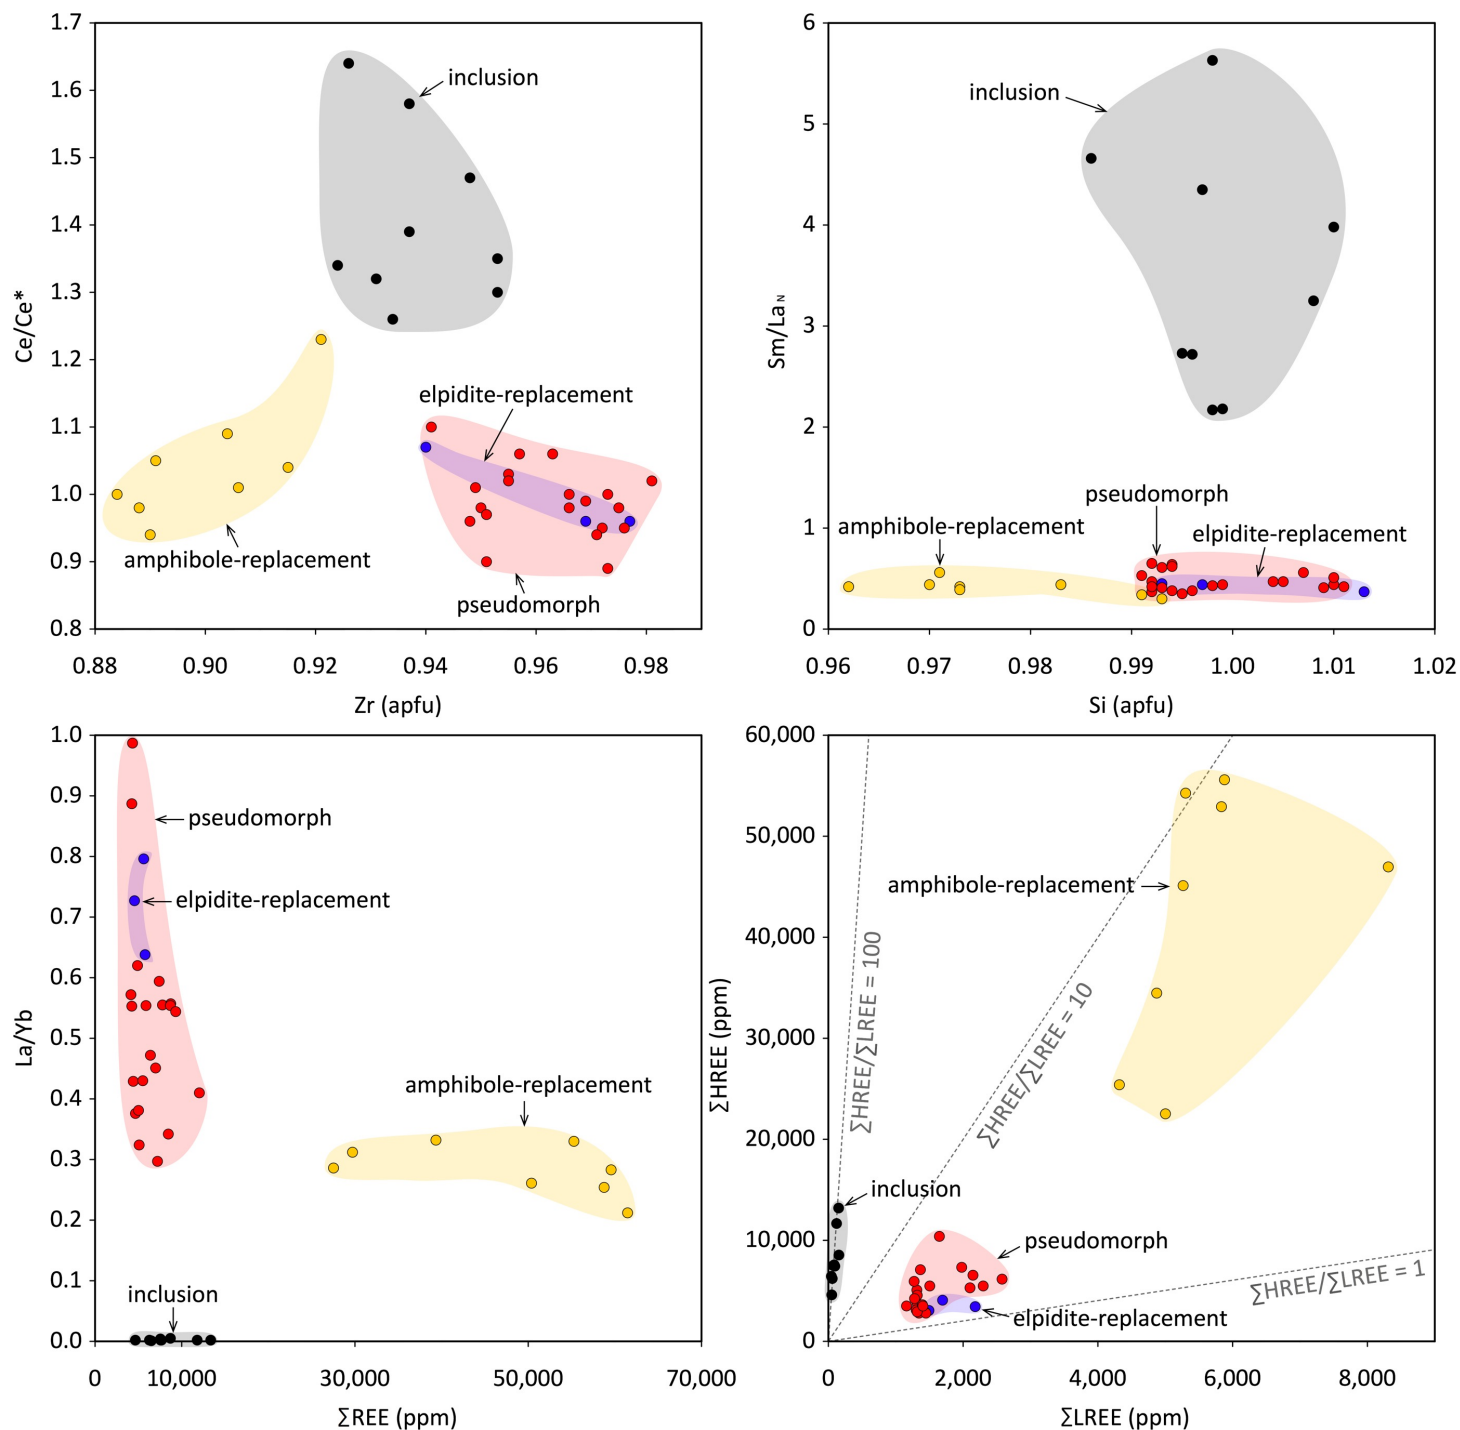 1.7
1.6
1.5
1.4
1.3
1.2
1.1
1.0
0.9
0.8
Ce/Ce*
inclusion
elpidite-replacement
amphibole-replacement
pseudomorph
0.88 0.90 0.92 0.94 0.96 0.98
Zr (apfu)
6
5
4
3
2
1
0
Sm/LaN
inclusion
pseudomorph
amphibole-replacement
elpidite-replacement
0.96 0.97 0.98 0.99 1.00 1.01 1.02
Si (apfu)
1.0
0.9
0.8
0.7
0.6
0.5
0.4
0.3
0.2
0.1
0.0
La/Yb
pseudomorph
elpidite-replacement
amphibole-replacement
inclusion
0 10,000 30,000 50,000 70,000
∑REE (ppm)
60,000
50,000
40,000
30,000
20,000
10,000
0
∑HREE (ppm)
amphibole-replacement
∑HREE/∑LREE = 100
∑HREE/∑LREE = 10
inclusion
pseudomorph
∑HREE/∑LREE = 1
elpidite-replacement
0 2,000 4,000 6,000 8,000
∑LREE (ppm)